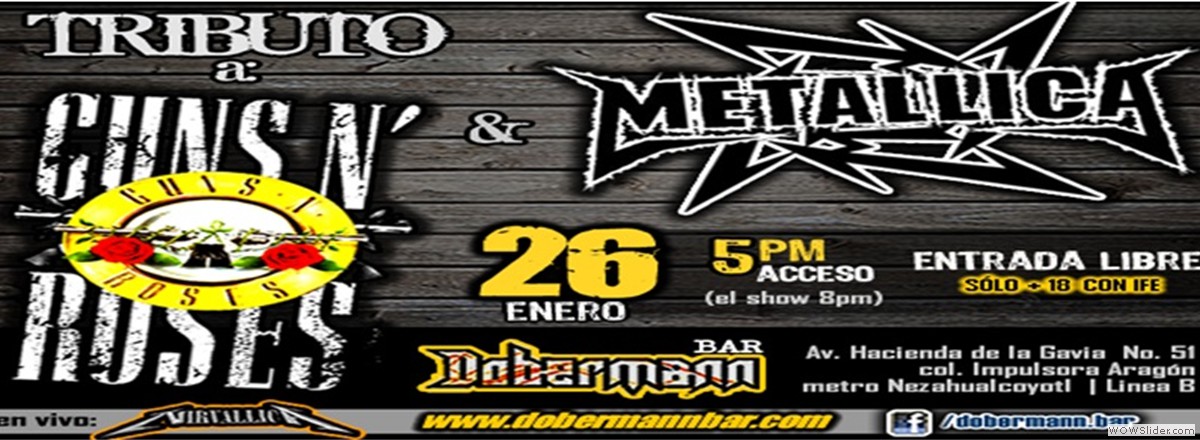 TRIBUTO
a:
GUNS N'
ROSES
GUNS N'
ROSES
&
METALLICA
26
ENERO
5PM
ACCESO
(el show 8pm)
ENTRADA LIBRE
SÓLO + 18 CON IFE
BAR
Dobermann
Av. Hacienda de la Gavia No. 51
col. Impulsora Aragón
metro Nezahualcoyotl | Linea B
en vivo:
VIRTALLICA
www.dobermannbar.com
f /dobermann.bar
WOWSlider.com